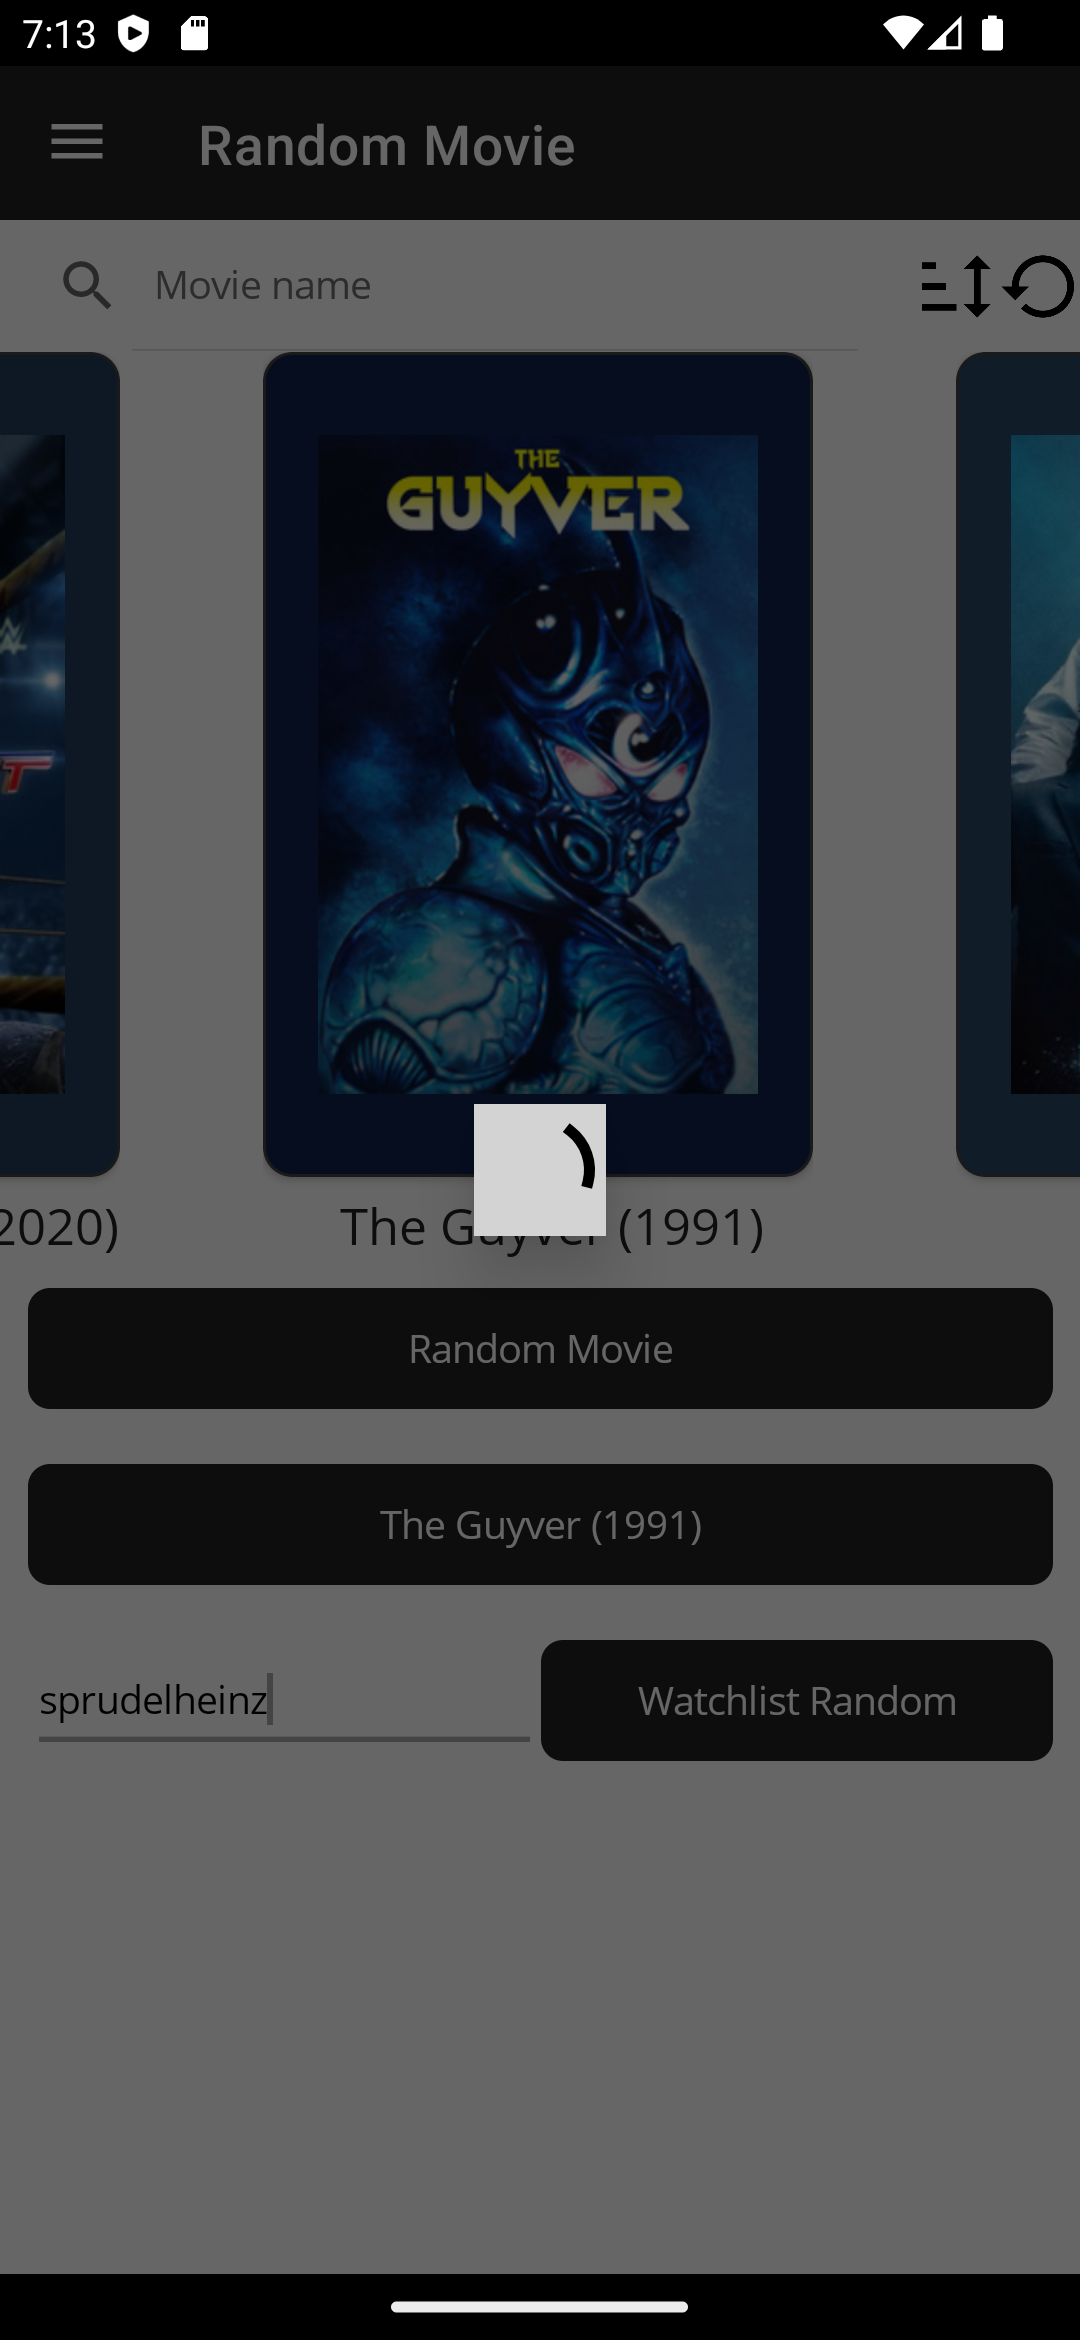 7:13
Random Movie
Movie name
THE
GUYVER
T
2020)
The Guyver (1991)
Random Movie
The Guyver (1991)
sprudelheinz
Watchlist Random